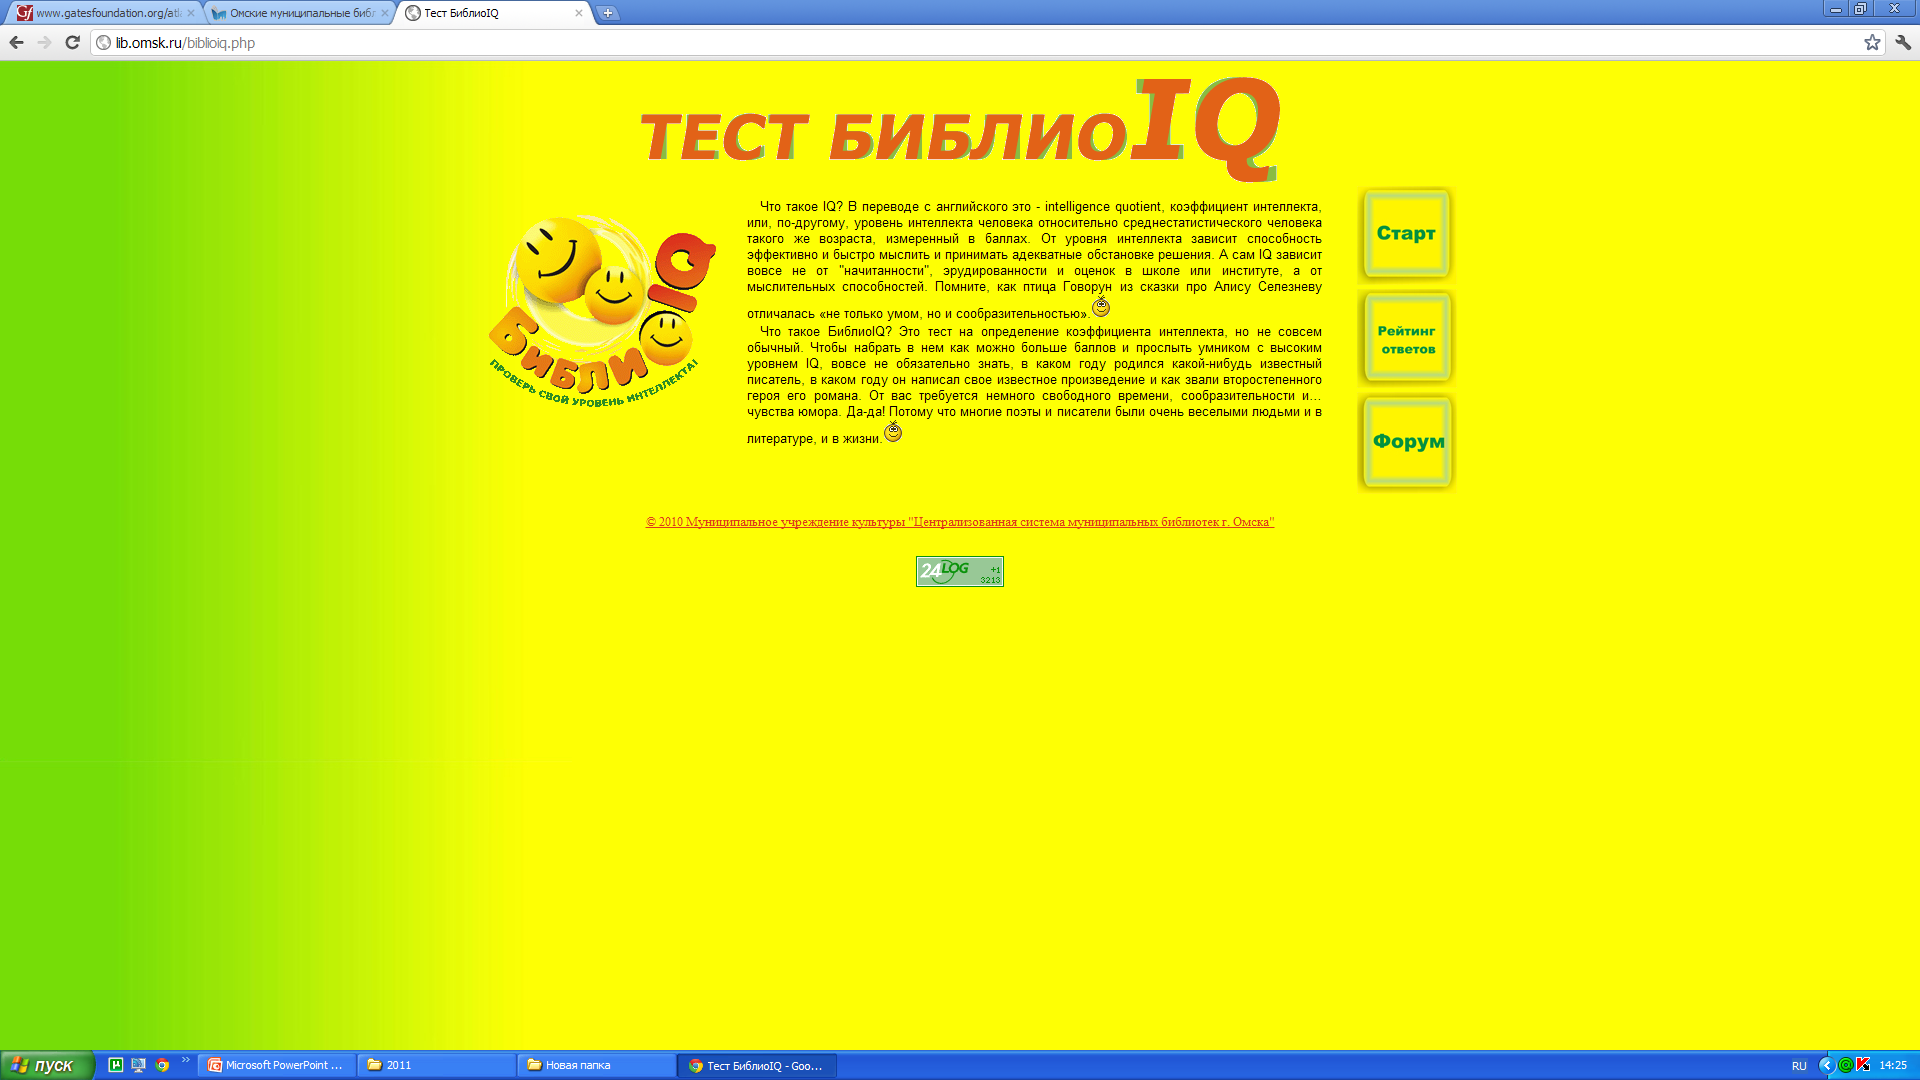 www.gatesfoundation.org/atl
Омские муниципальные библ
Тест БиблиоIQ
lib.omsk.ru/biblioiq.php
ТЕСТ БИБЛИОIQ
БИБЛИОIQ
ПРОВЕРЬ СВОЙ УРОВЕНЬ ИНТЕЛЛЕКТА!
Что такое IQ? В переводе с английского это - intelligence quotient, коэффициент интеллекта,
или, по-другому, уровень интеллекта человека относительно среднестатистического человека
такого же возраста, измеренный в баллах. От уровня интеллекта зависит способность
эффективно и быстро мыслить и принимать адекватные обстановке решения. А сам IQ зависит
вовсе не от "начитанности", эрудированности и оценок в школе или институте, а от
мыслительных способностей. Помните, как птица Говорун из сказки про Алису Селезневу
отличалась «не только умом, но и сообразительностью».
Что такое БиблиоIQ? Это тест на определение коэффициента интеллекта, но не совсем
обычный. Чтобы набрать в нем как можно больше баллов и прослыть умником с высоким
уровнем IQ, вовсе не обязательно знать, в каком году родился какой-нибудь известный
писатель, в каком году он написал свое известное произведение и как звали второстепенного
героя его романа. От вас требуется немного свободного времени, сообразительности и...
чувства юмора. Да-да! Потому что многие поэты и писатели были очень веселыми людьми и в
литературе, и в жизни.
Старт
Рейтинг
ответов
Форум
© 2010 Муниципальное учреждение культуры "Централизованная система муниципальных библиотек г. Омска"
24LOG +1
3213
пуск
Microsoft PowerPoint ...
2011
Новая папка
Тест БиблиоIQ - Goo...
RU
14:25